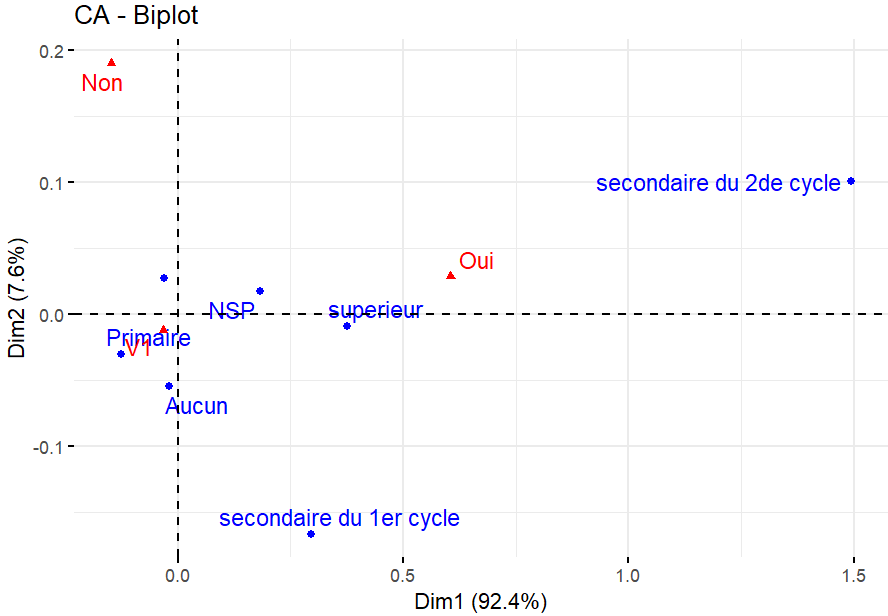 CA - Biplot
0.2
Non
secondaire du 2de cycle
0.1
Oui
NSP
superieur
0.0
Primaire
V1
Aucun
-0.1
secondaire du 1er cycle
0.0 0.5 1.0 1.5
Dim1 (92.4%)
Dim2 (7.6%)